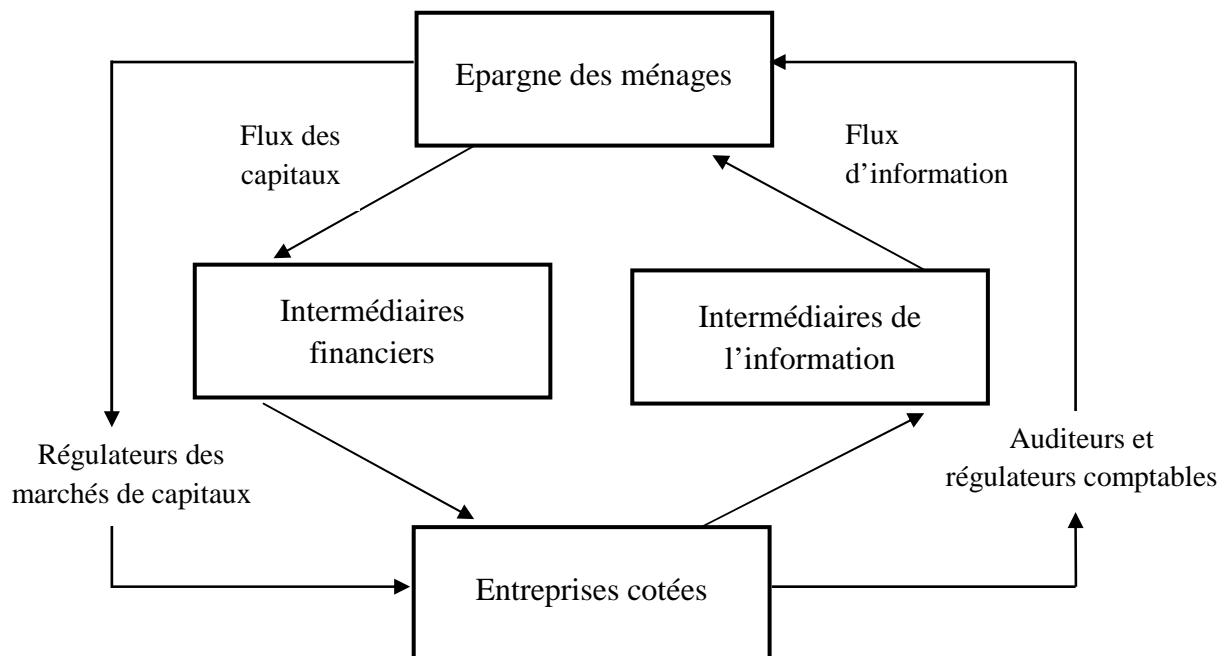 Epargne des ménages
Flux des
capitaux
Flux
d’information
Intermédiaires
financiers
Intermédiaires de
l’information
Régulateurs des
marchés de capitaux
Auditeurs et
régulateurs comptables
Entreprises cotées